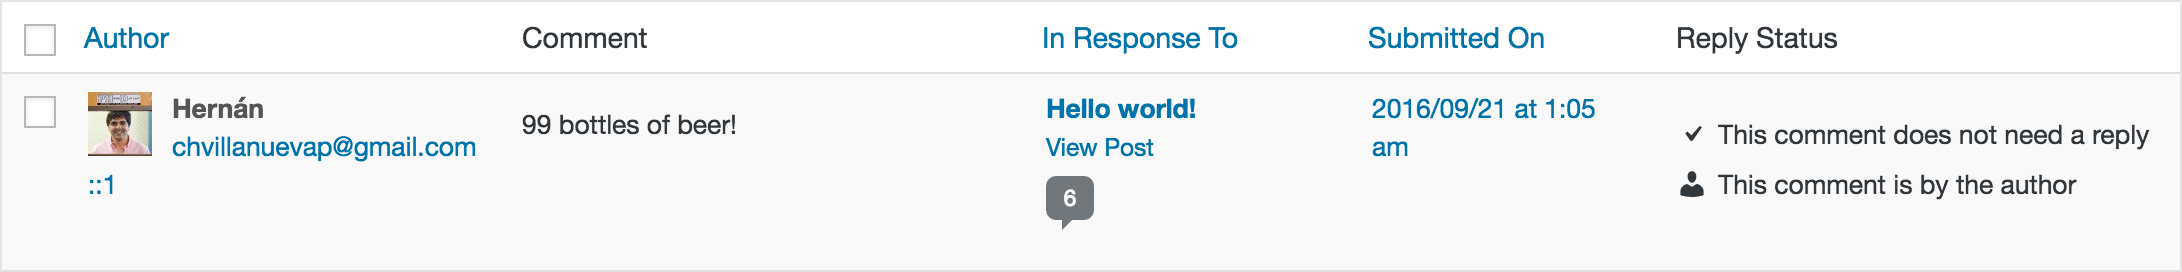 Author Comment In Response To Submitted On Reply Status
Hernán
chvillanuevap@gmail.com
::1
99 bottles of beer!
Hello world!
View Post
6
2016/09/21 at 1:05
am
This comment does not need a reply
This comment is by the author